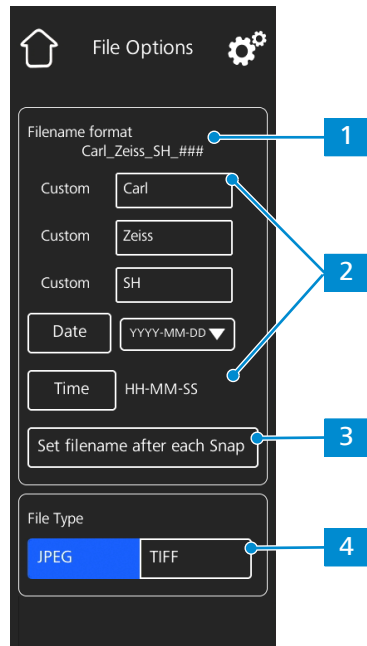 File Options
Filename format
Carl_Zeiss_SH_###
1
Custom Carl
2
Custom Zeiss
Custom SH
Date YYYY-MM-DD
Time HH-MM-SS
Set filename after each Snap
3
File Type
JPEG TIFF
4